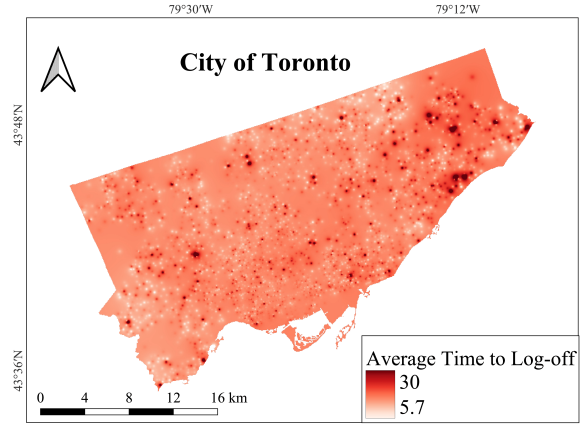 79°30′W 79°12′W
City of Toronto
43°48′N
43°36′N
Average Time to Log-off
30
5.7
0 4 8 12 16 km